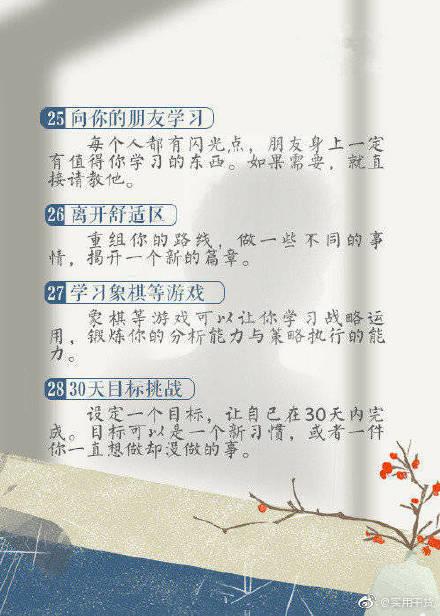 25 向你的朋友学习
每个人都有闪光点，朋友身上一定
有值得你学习的东西。如果需要，就直
接请教他。
26 离开舒适区
重组你的路线，做一些不同的事
情，揭开一个新的篇章。
27 学习象棋等游戏
象棋等游戏可以让你学习战略运
用，锻炼你的分析能力与策略执行的能
力。
28 30天目标挑战
设定一个目标，让自己在30天内完
成。目标可以是一个新习惯，或者一件
你一直想做却没做的事。
@实用干货